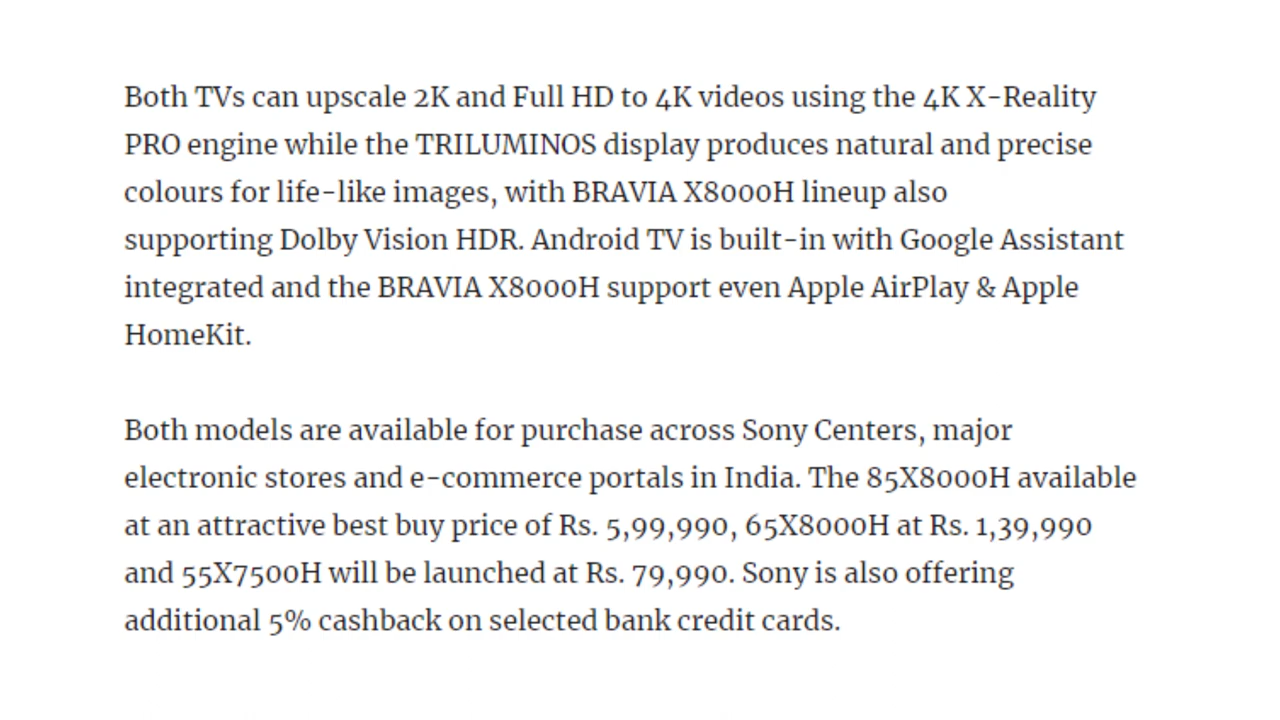 Both TVs can upscale 2K and Full HD to 4K videos using the 4K X-Reality
PRO engine while the TRILUMINOS display produces natural and precise
colours for life-like images, with BRAVIA X8000H lineup also
supporting Dolby Vision HDR. Android TV is built-in with Google Assistant
integrated and the BRAVIA X8000H support even Apple AirPlay & Apple
HomeKit.
Both models are available for purchase across Sony Centers, major
electronic stores and e-commerce portals in India. The 85X8000H available
at an attractive best buy price of Rs. 5,99,990, 65X8000H at Rs. 1,39,990
and 55X7500H will be launched at Rs. 79,990. Sony is also offering
additional 5% cashback on selected bank credit cards.